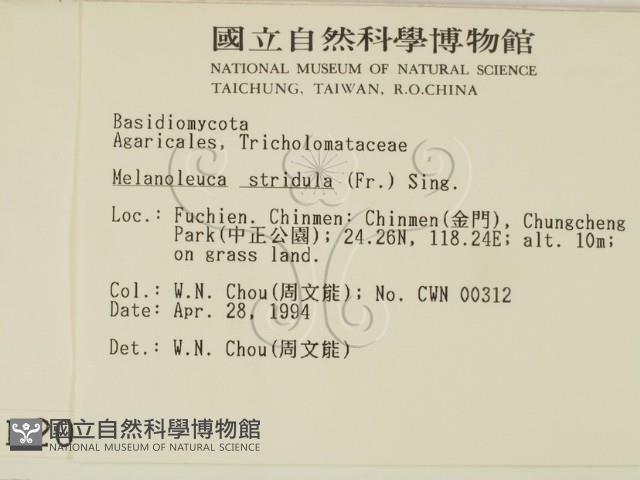 國立自然科學博物館
NATIONAL MUSEUM OF NATURAL SCIENCE
TAICHUNG, TAIWAN, R.O.CHINA
Basidiomycota
Agaricales, Tricholomataceae
Melanoleuca stridula (Fr.) Sing.
Loc.: Fuchien. Chinmen: Chinmen(金門), Chungcheng
Park(中正公園); 24.26N, 118.24E; alt. 10m;
on grass land.
Col.: W.N. Chou(周文能); No. CWN 00312
Date: Apr. 28, 1994
Det.: W.N. Chou(周文能)
國立自然科學博物館
NATIONAL MUSEUM OF NATURAL SCIENCE